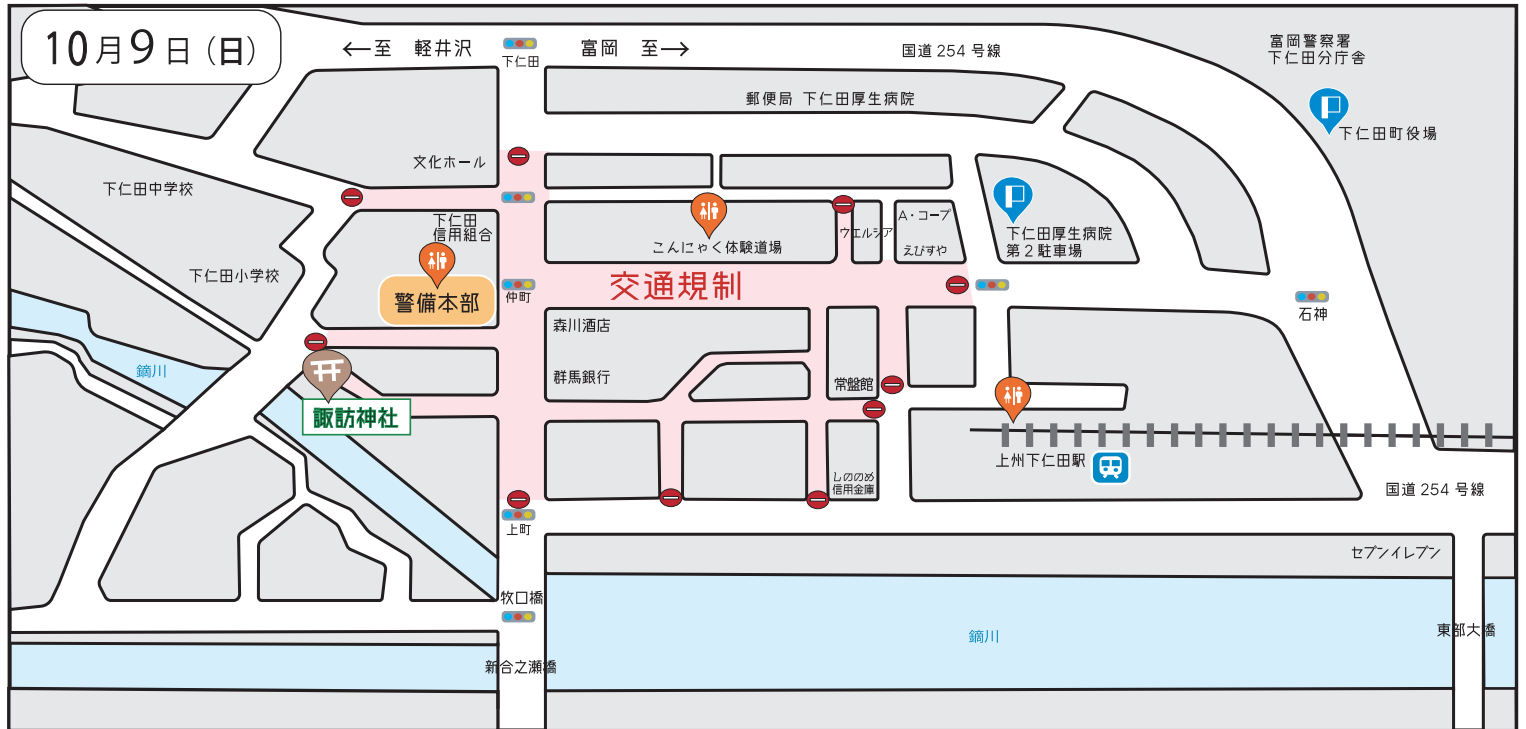 10月9日(日)
←至 軽井沢
富岡 至→
下仁田
国道254号線
富岡警察署
下仁田分庁舎
下仁田町役場
郵便局 下仁田厚生病院
文化ホール
下仁田中学校
下仁田
信用組合
こんにゃく体験道場
ウエルシア
A・コープ
えびすや
下仁田厚生病院
第2駐車場
下仁田小学校
警備本部
仲町
交通規制
石神
森川酒店
鏑川
群馬銀行
常盤館
諏訪神社
上州下仁田駅
しののめ
信用金庫
国道254号線
上町
セブンイレブン
牧口橋
鏑川
東部大橋
新合之瀬橋